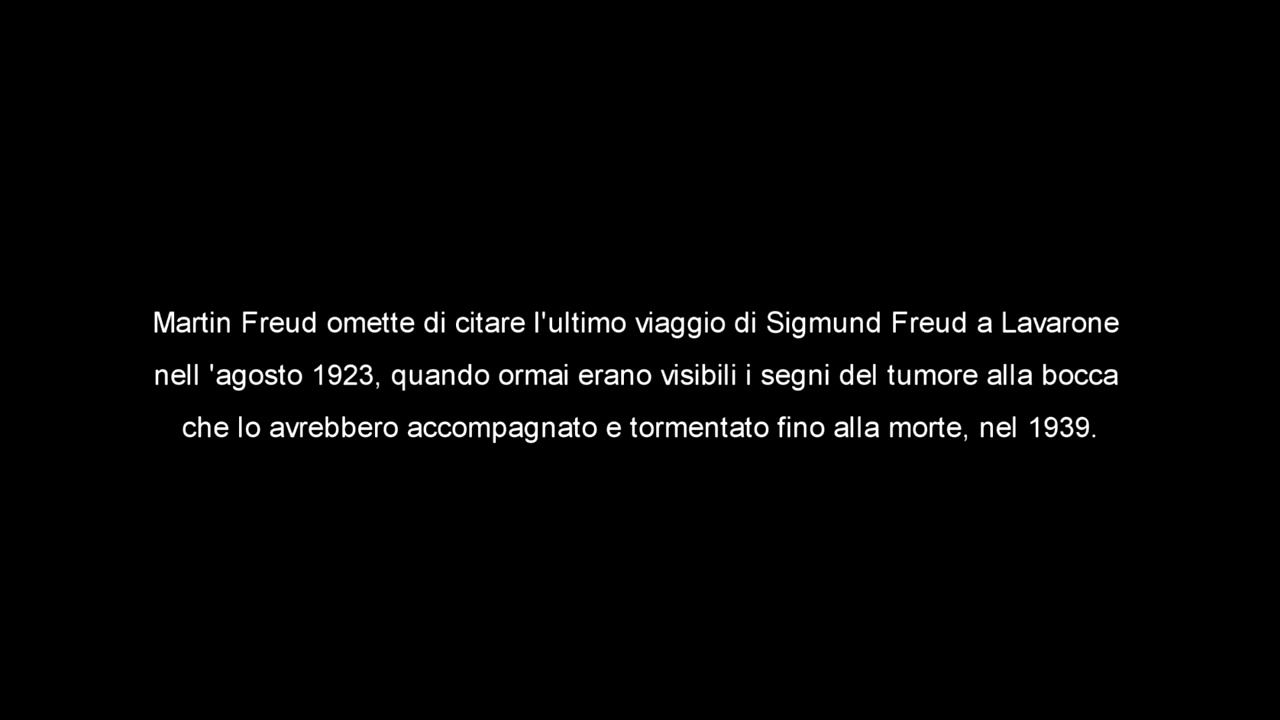 Martin Freud omette di citare l'ultimo viaggio di Sigmund Freud a Lavarone
nell 'agosto 1923, quando ormai erano visibili i segni del tumore alla bocca
che lo avrebbero accompagnato e tormentato fino alla morte, nel 1939.